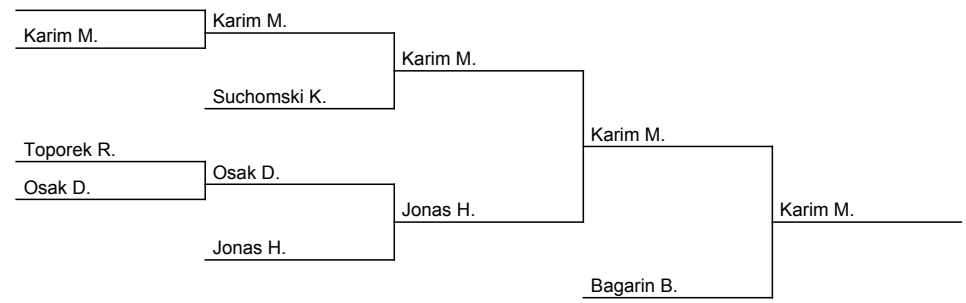 Karim M.
Karim M.
Karim M.
Suchomski K.
Karim M.
Toporek R.
Osak D.
Osak D.
Jonas H.
Karim M.
Jonas H.
Bagarin B.